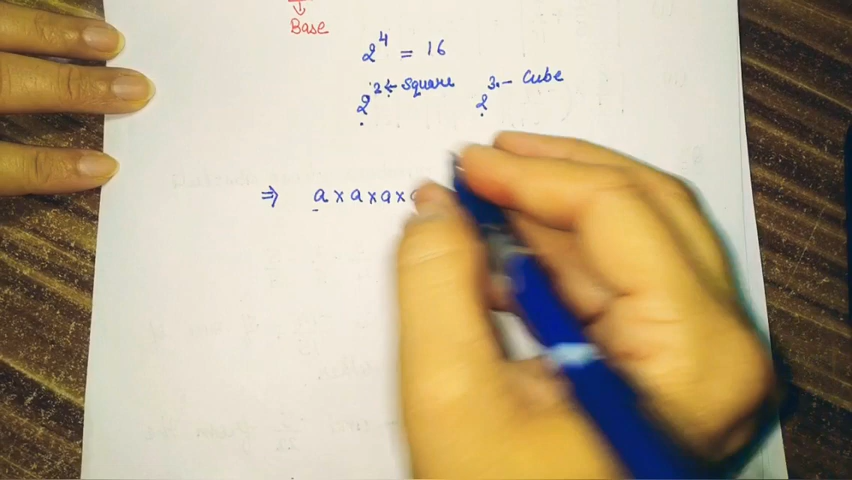 Base
2⁴ = 16
2² ← Square 2³ - Cube
⇒ a × a × a × a